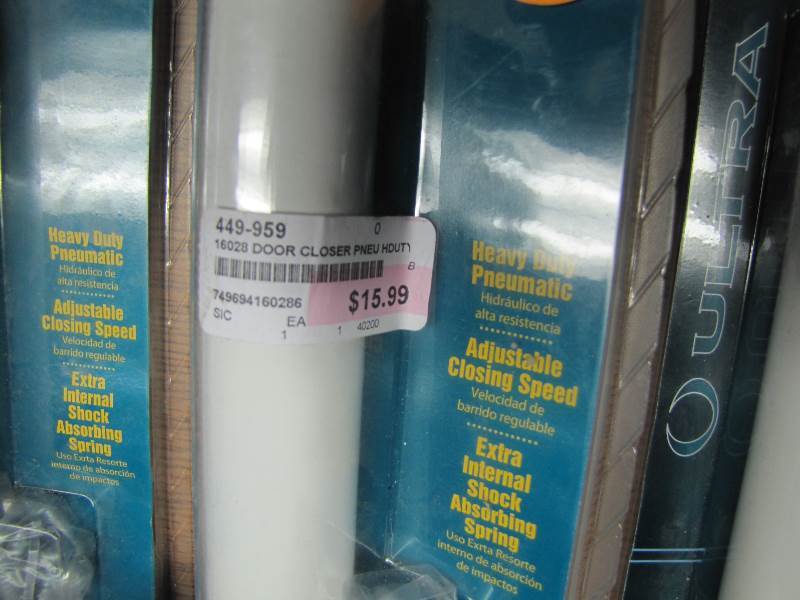 Heavy Duty
Pneumatic
Hidráulico de
alta resistencia
Adjustable
Closing Speed
Velocidad de
barrido regulable
Extra
Internal
Shock
Absorbing
Spring
Uso Exrta Resorte
interno de absorción
de impactos
449-959 0
16028 DOOR CLOSER PNEU HDUTY
B
749694160286 $15.99
SIC EA
1 1 40200
Heavy Duty
Pneumatic
Hidráulico de
alta resistencia
Adjustable
Closing Speed
Velocidad de
barrido regulable
Extra
Internal
Shock
Absorbing
Spring
Uso Exrta Resorte
interno de absorción
de impactos
ULTRA